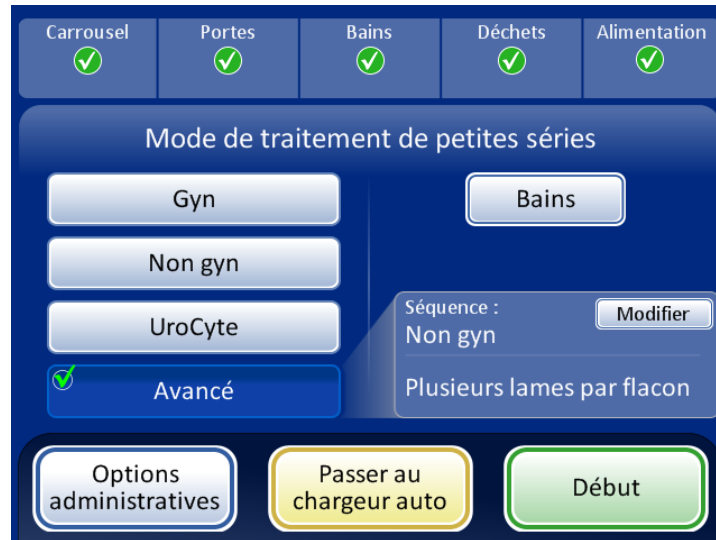 Carrousel
Portes
Bains
Déchets
Alimentation
Mode de traitement de petites séries
Gyn
Bains
Non gyn
UroCyte
Séquence :
Modifier
Non gyn
Avancé
Plusieurs lames par flacon
Options
administratives
Passer au
chargeur auto
Début